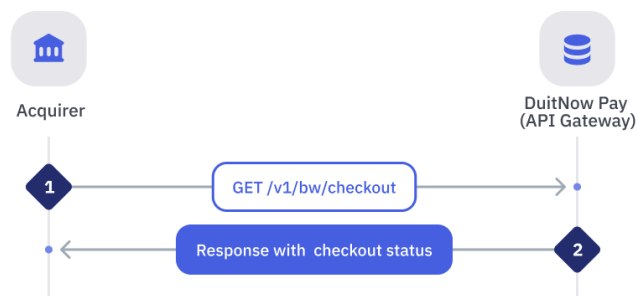 Acquirer
DuitNow Pay
(API Gateway)
1
GET /v1/bw/checkout
Response with checkout status
2